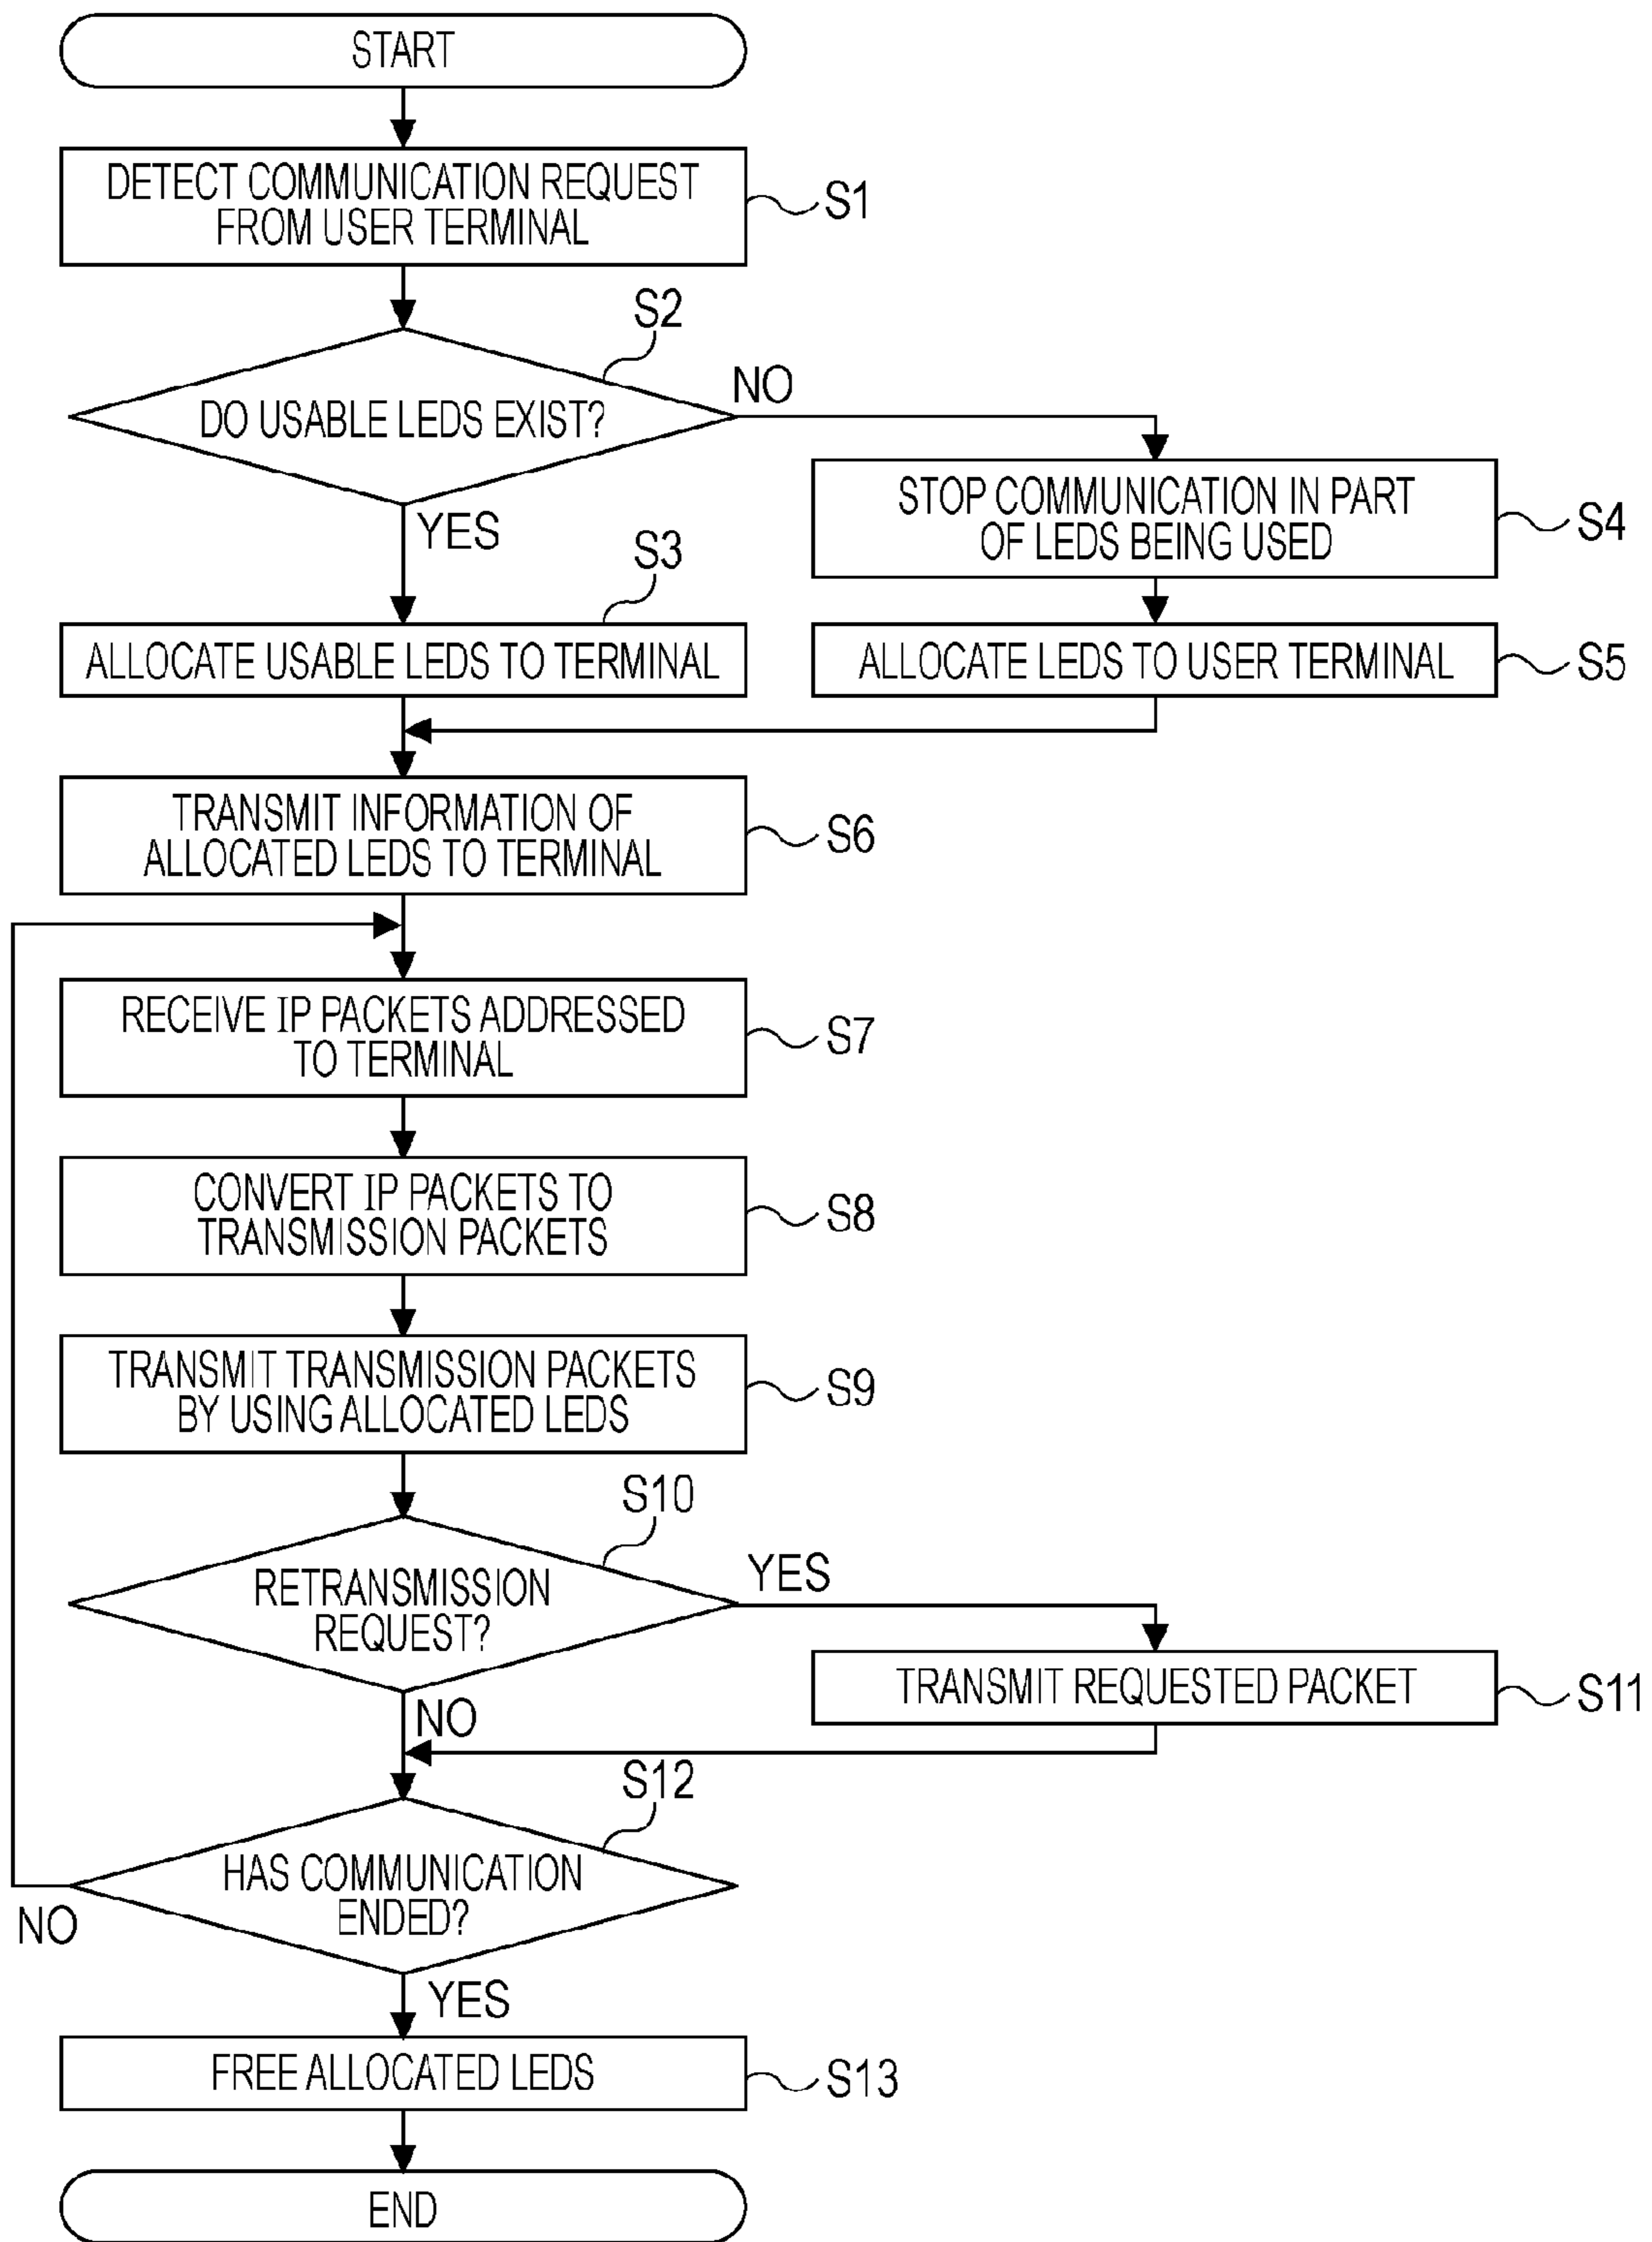 START
DETECT COMMUNICATION REQUEST
FROM USER TERMINAL
S1
S2
DO USABLE LEDS EXIST?
NO
YES
STOP COMMUNICATION IN PART
OF LEDS BEING USED
S4
S3
ALLOCATE USABLE LEDS TO TERMINAL
ALLOCATE LEDS TO USER TERMINAL
S5
TRANSMIT INFORMATION OF
ALLOCATED LEDS TO TERMINAL
S6
RECEIVE IP PACKETS ADDRESSED
TO TERMINAL
S7
CONVERT IP PACKETS TO
TRANSMISSION PACKETS
S8
TRANSMIT TRANSMISSION PACKETS
BY USING ALLOCATED LEDS
S9
S10
RETRANSMISSION
REQUEST?
YES
TRANSMIT REQUESTED PACKET
S11
NO
S12
HAS COMMUNICATION
ENDED?
NO
YES
FREE ALLOCATED LEDS
S13
END